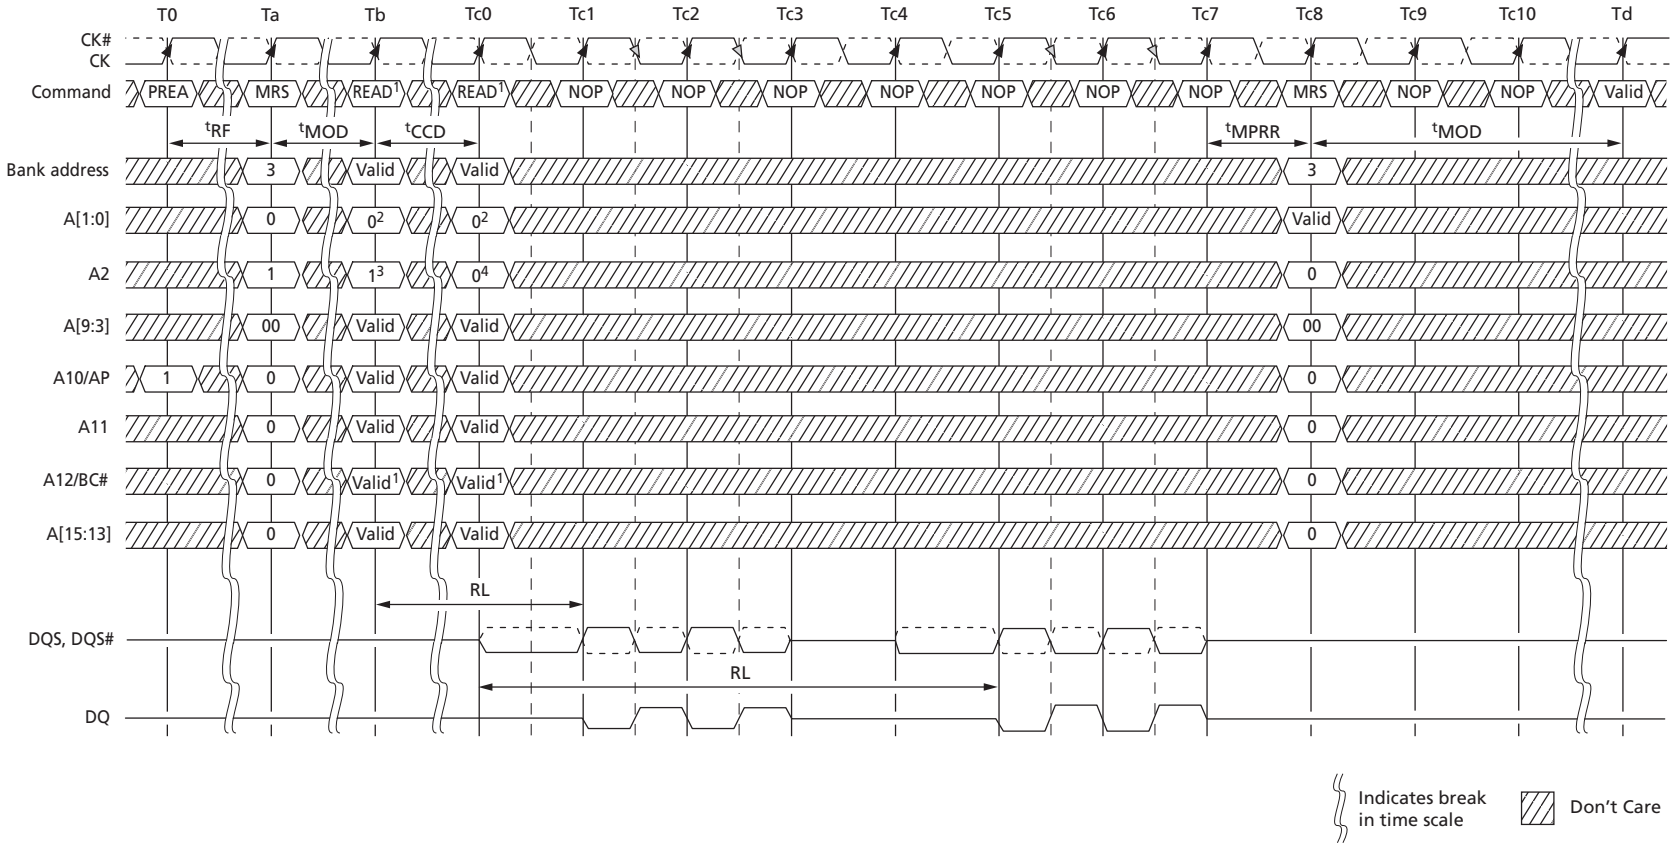 T0 Ta Tb Tc0 Tc1 Tc2 Tc3 Tc4 Tc5 Tc6 Tc7 Tc8 Tc9 Tc10 Td
CK#
CK
Command PREA MRS READ1 READ1 NOP NOP NOP NOP NOP NOP NOP MRS NOP NOP Valid
tRF tMOD tCCD tMPRR tMOD
Bank address 3 Valid Valid 3
A[1:0] 0 02 02 Valid
A2 1 13 04 0
A[9:3] 00 Valid Valid 00
A10/AP 1 0 Valid Valid 0
A11 0 Valid Valid 0
A12/BC# 0 Valid1 Valid1 0
A[15:13] 0 Valid Valid 0
RL
DQS, DQS#
RL
DQ
Indicates break
in time scale
Don't Care